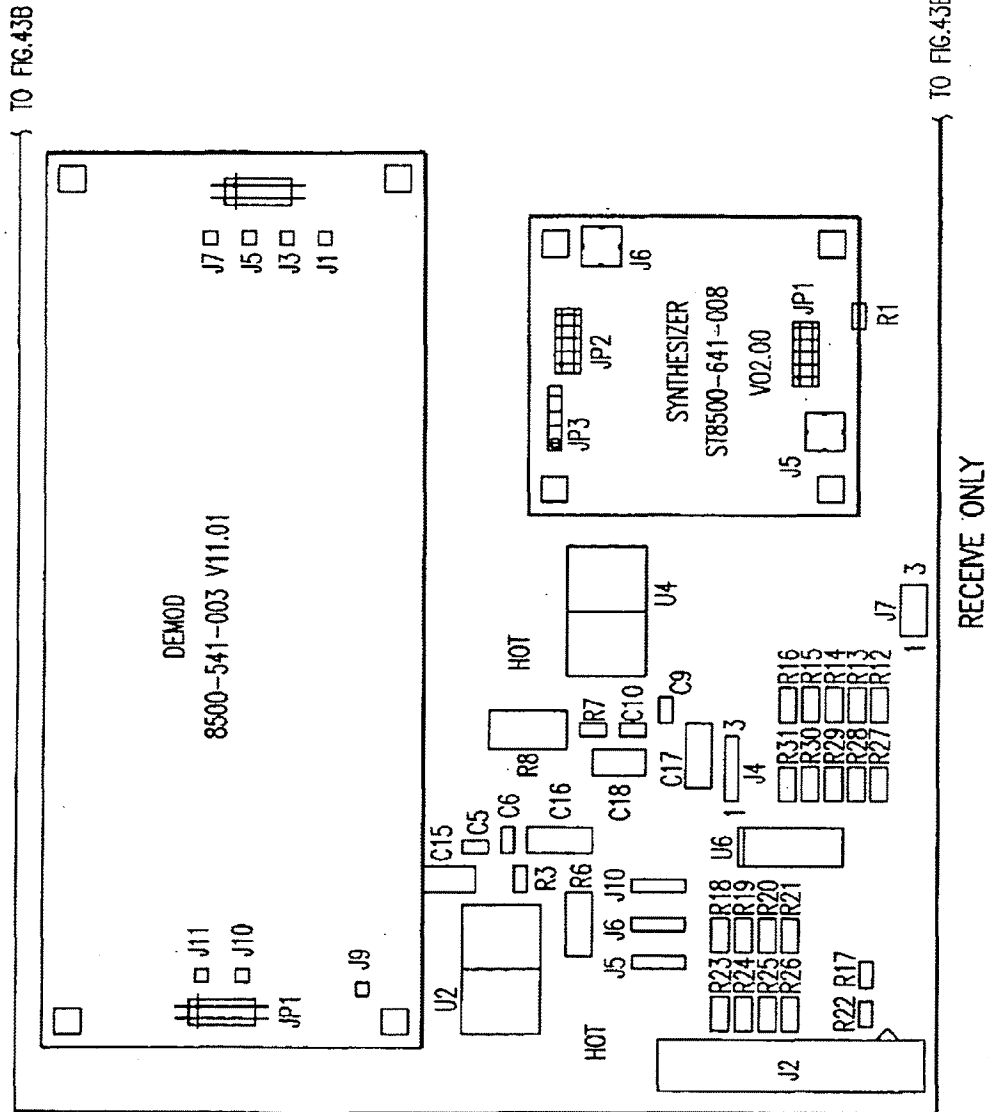 TO FIG.43B
TO FIG.43B
DEMOD
8500-541-003 V11.01
J11
J10
JP1
J9
J7
J5
J3
J1
SYNTHESIZER
ST8500-641-008
V02.00
JP3
JP2
J6
J5
JP1
R1
HOT
U4
R8
R7
C10
C9
C18
C17
1
J4
3
C15
C5
C6
C16
R3
R6
U2
HOT
J5
J6
J10
U6
R31
R16
R30
R15
R29
R14
R28
R13
R27
R12
1
J7
3
R23
R18
R24
R19
R25
R20
R26
R21
R22
R17
J2
RECEIVE ONLY